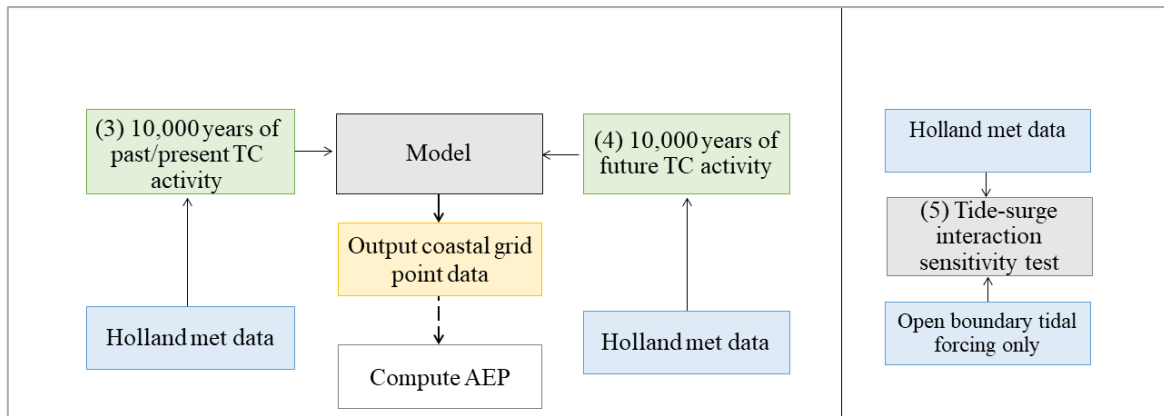 (3) 10,000 years of
past/present TC
activity
Model
(4) 10,000 years of
future TC activity
Output coastal grid
point data
Holland met data
Holland met data
Compute AEP
Holland met data
(5) Tide-surge
interaction
sensitivity test
Open boundary tidal
forcing only